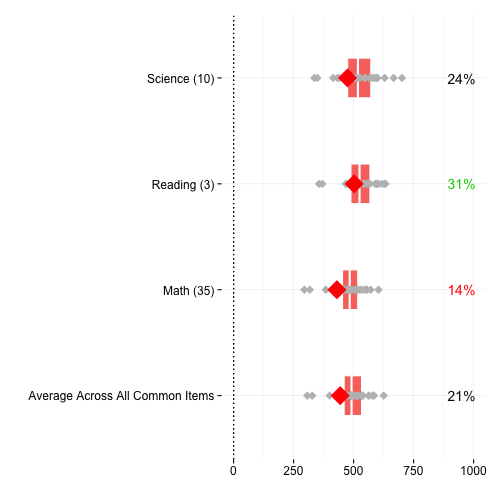 Science (10)
24%
Reading (3)
31%
Math (35)
14%
Average Across All Common Items
21%
0 250 500 750 1000